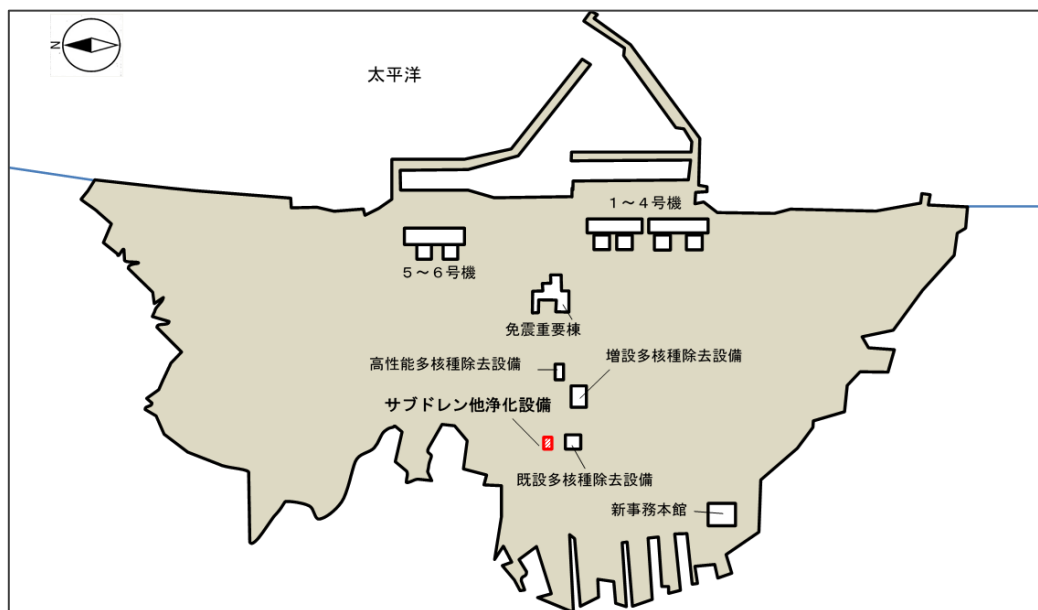 N
太平洋
１～４号機
５～６号機
免震重要棟
高性能多核種除去設備
増設多核種除去設備
サブドレン他浄化設備
既設多核種除去設備
新事務本館